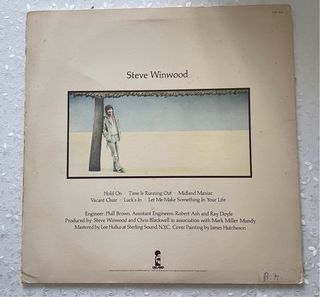 Steve Winwood
Hold On · Time Is Running Out · Midland Maniac
Vacant Chair · Luck's In · Let Me Make Something In Your Life
Engineer: Phill Brown. Assistant Engineers: Robert Ash and Ray Doyle
Produced by: Steve Winwood and Chris Blackwell in association with Mark Miller Mundy
Mastered by Lee Hulko at Sterling Sound, N.Y.C. Cover Painting by James Hutcheson
ISLAND